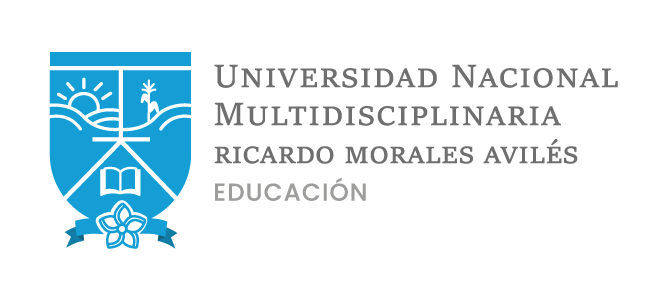 UNIVERSIDAD NACIONAL
MULTIDISCIPLINARIA
RICARDO MORALES AVILÉS
EDUCACIÓN